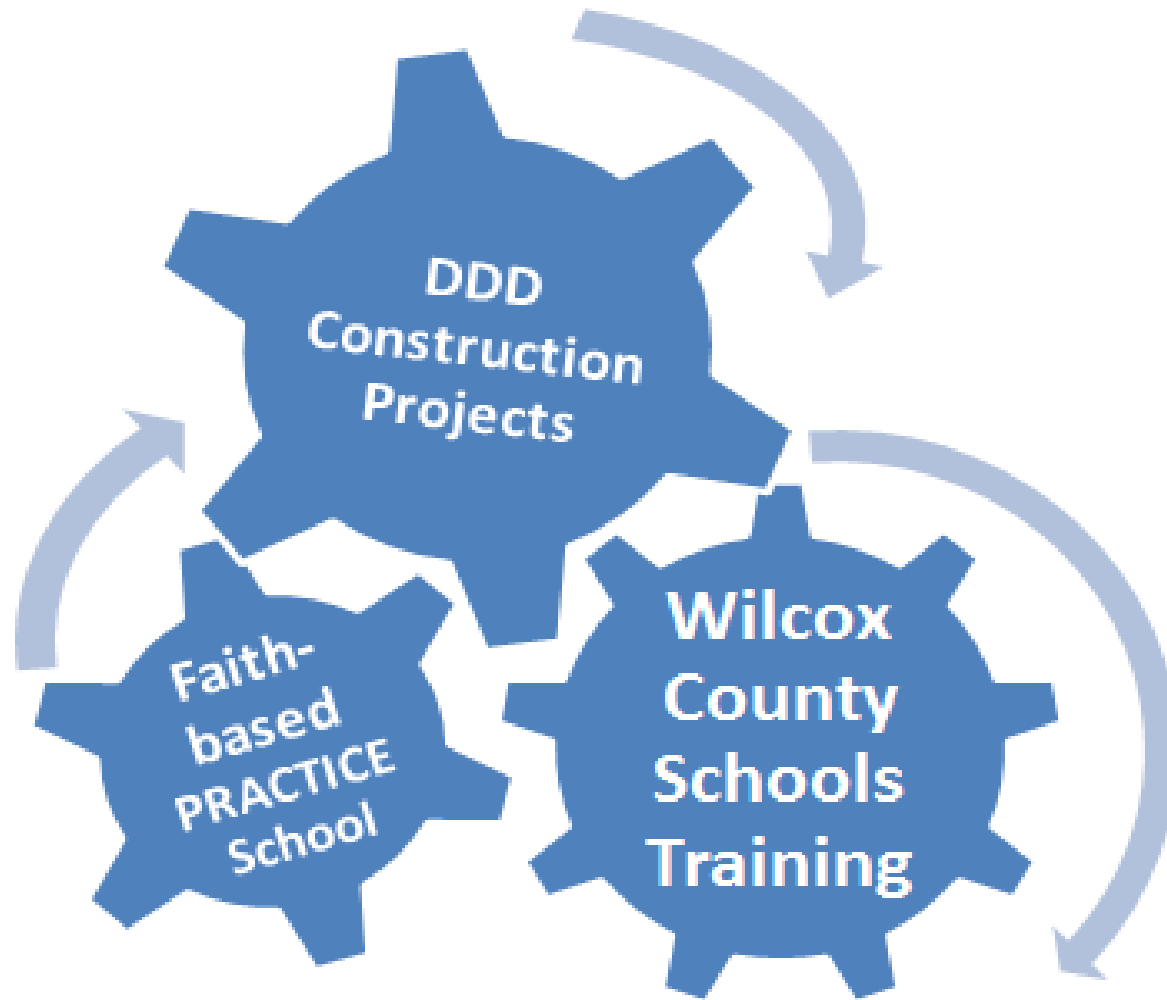 DDD
Construction
Projects
Faith-
based
PRACTICE
School
Wilcox
County
Schools
Training